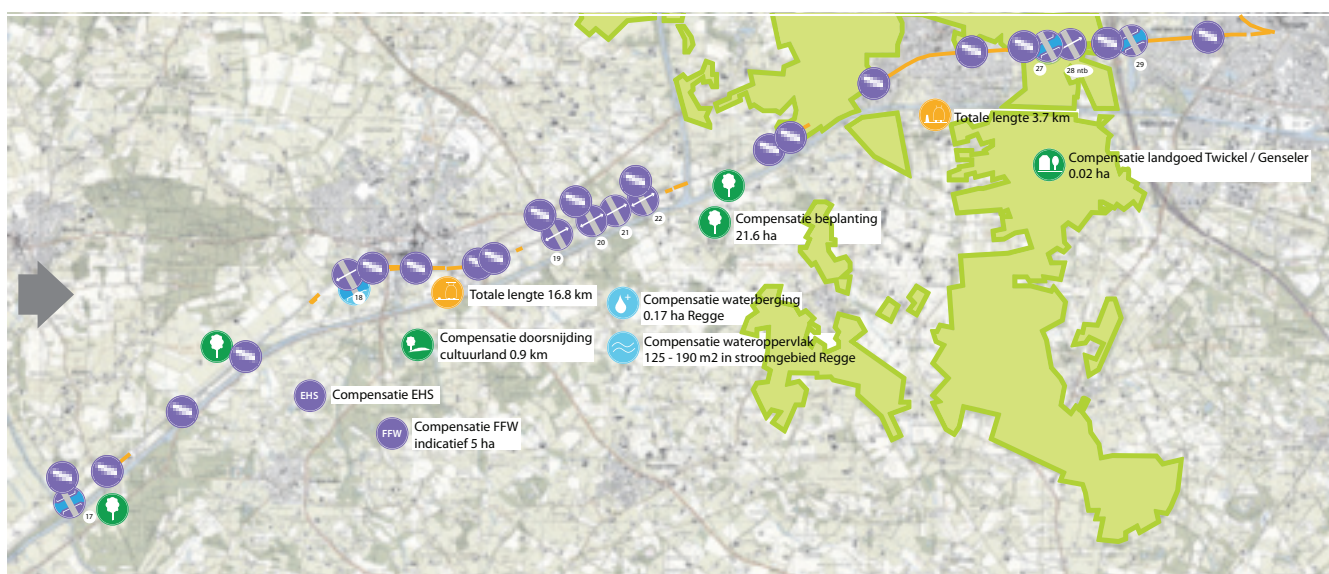 27
28 ntb
29
Totale lengte 3.7 km
Compensatie landgoed Twickel / Genseler
0.02 ha
Compensatie beplanting
21.6 ha
22
21
20
19
18
Totale lengte 16.8 km
Compensatie waterberging
0.17 ha Regge
Compensatie doorsnijding
cultuurland 0.9 km
Compensatie wateroppervlak
125 - 190 m2 in stroomgebied Regge
EHS
Compensatie EHS
FFW
Compensatie FFW
indicatief 5 ha
17